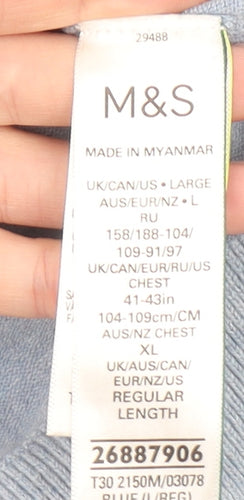 29488
M&S
MADE IN MYANMAR
UK/CAN/US • LARGE
AUS/EUR/NZ • L
RU
158/188-104/
109-91/97
UK/CAN/EUR/RU/US
CHEST
41-43in
104-109cm/CM
AUS/NZ CHEST
XL
UK/AUS/CAN/
EUR/NZ/US
REGULAR
LENGTH
26887906
T30 2150M/03078
BLUE/L(REG)